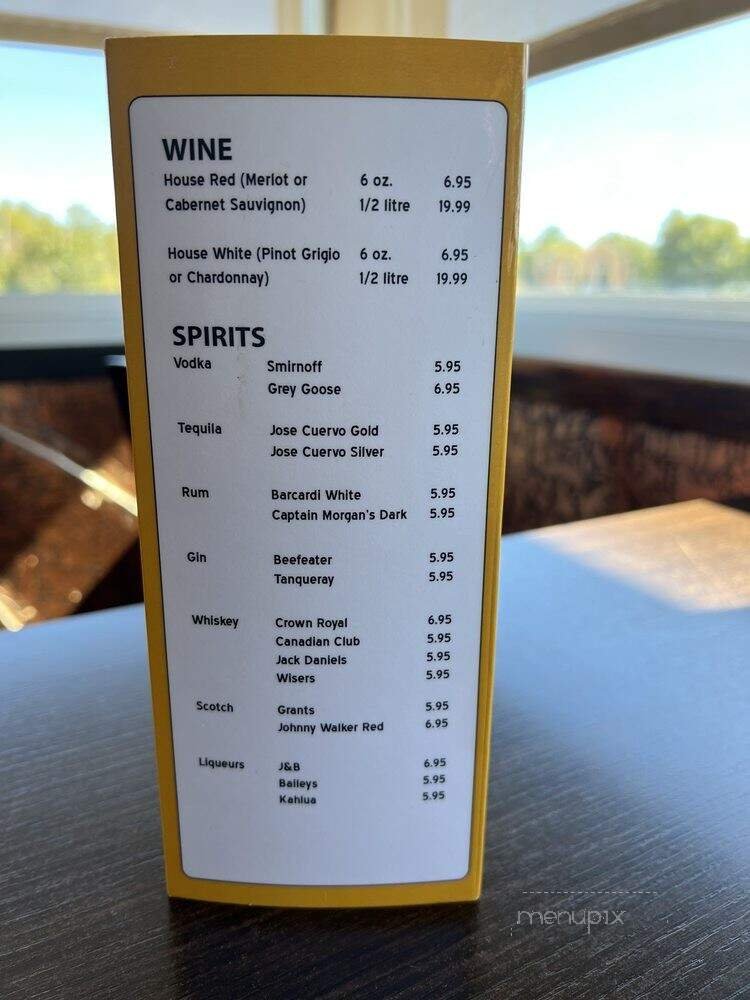 WINE
House Red (Merlot or 6 oz. 6.95
Cabernet Sauvignon) 1/2 litre 19.99
House White (Pinot Grigio 6 oz. 6.95
or Chardonnay) 1/2 litre 19.99
SPIRITS
Vodka Smirnoff 5.95
Grey Goose 6.95
Tequila Jose Cuervo Gold 5.95
Jose Cuervo Silver 5.95
Rum Barcardi White 5.95
Captain Morgan's Dark 5.95
Gin Beefeater 5.95
Tanqueray 5.95
Whiskey Crown Royal 6.95
Canadian Club 5.95
Jack Daniels 5.95
Wisers 5.95
Scotch Grants 5.95
Johnny Walker Red 6.95
Liqueurs J&B 6.95
Baileys 5.95
Kahlua 5.95
menupix